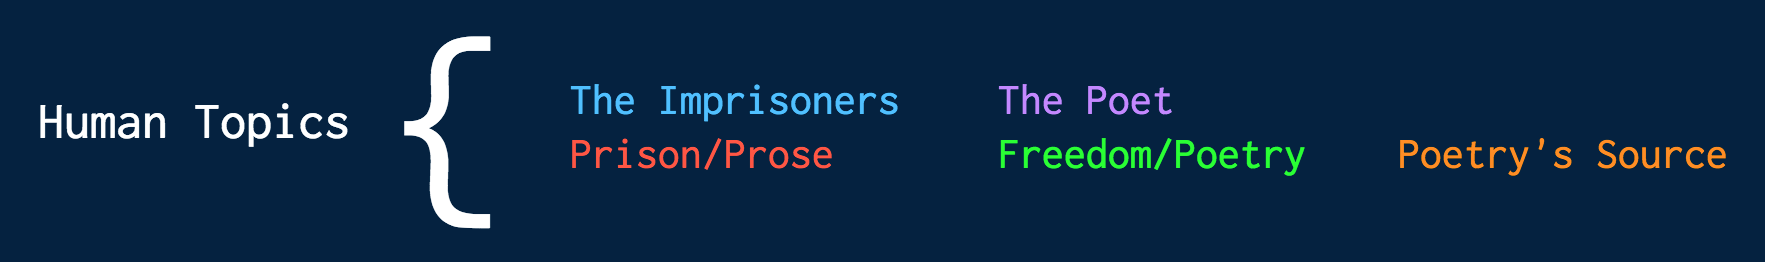 Human Topics
The Imprisoners
The Poet
Prison/Prose
Freedom/Poetry
Poetry's Source